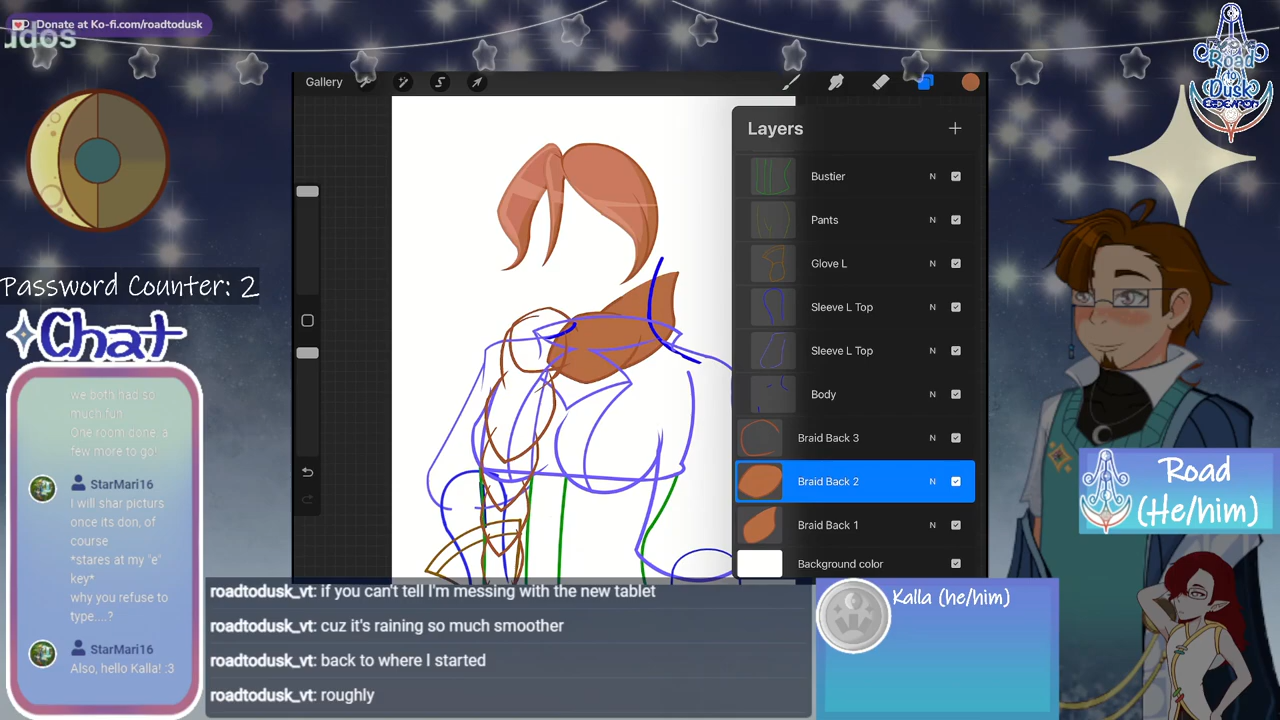 Donate at Ko-fi.com/roadtodusk
udos
Password Counter: 2
Chat
we both had so
much fun
One room done, a
few more to go!
StarMari16
I will shar picturs
once its don, of
course
*stares at my "e"
key*
why you refuse to
type....?
StarMari16
Also, hello Kalla! :3
Gallery
Layers
Bustier
N
Pants
N
Glove L
N
Sleeve L Top
N
Sleeve L Top
N
Body
N
Braid Back 3
N
Braid Back 2
N
Braid Back 1
N
Background color
roadtodusk_vt: if you can't tell I'm messing with the new tablet
roadtodusk_vt: cuz it's raining so much smoother
roadtodusk_vt: back to where I started
roadtodusk_vt: roughly
Road
to
Dusk
Road
(He/him)
Kalla (he/him)